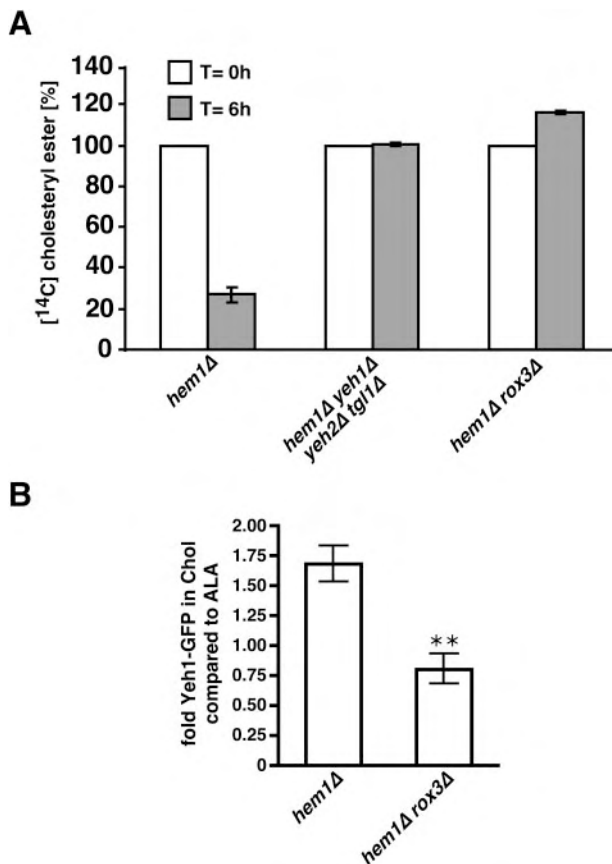 A
[14C] cholesteryl ester [%]
140
120
100
80
60
40
20
0
T= 0h
T= 6h
hem1Δ
hem1Δ yeh1Δ
yeh2Δ tgl1Δ
hem1Δ rox3Δ
B
fold Yeh1-GFP in Chol
compared to ALA
2.00
1.75
1.50
1.25
1.00
0.75
0.50
0.25
0
**
hem1Δ
hem1Δ rox3Δ